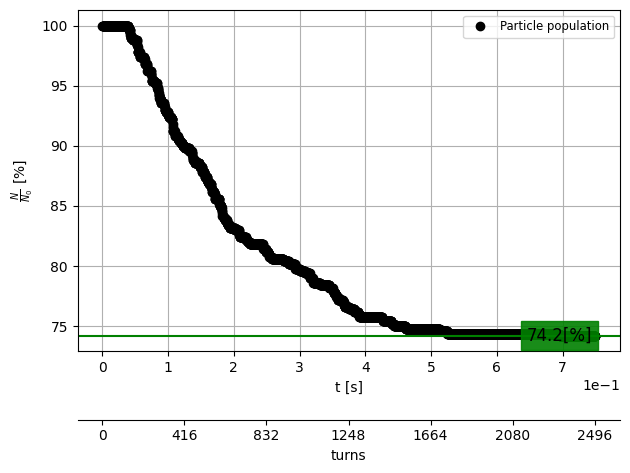 Particle population
100
95
90
85
80
75
N/N₀ [%]
74.2[%]
0 1 2 3 4 5 6 7
1e−1
t [s]
0 416 832 1248 1664 2080 2496
turns